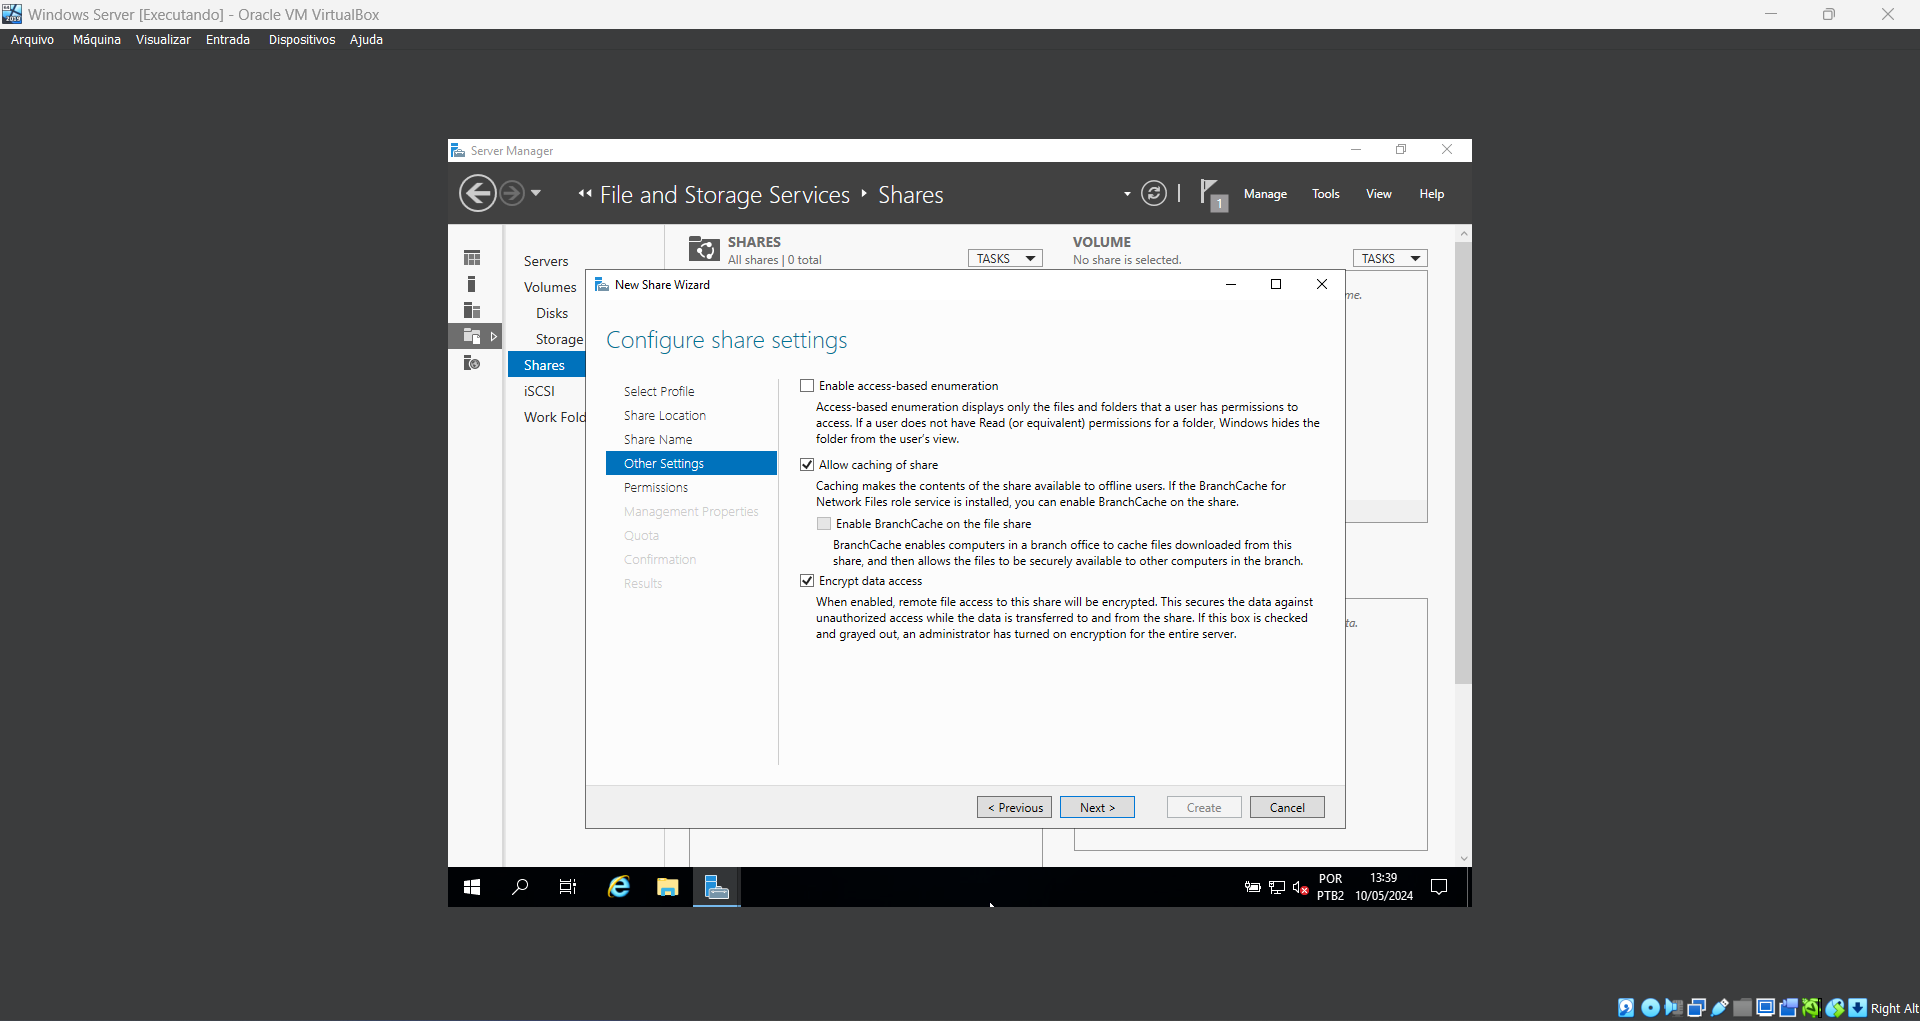 Windows Server [Executando] - Oracle VM VirtualBox
Arquivo Máquina Visualizar Entrada Dispositivos Ajuda
Server Manager
File and Storage Services Shares
1
Manage Tools View Help
Servers
Volumes
Disks
Storage
Shares
iSCSI
Work Fold
SHARES
All shares | 0 total
TASKS
VOLUME
No share is selected.
TASKS
me.
ta.
New Share Wizard
Configure share settings
Select Profile
Share Location
Share Name
Other Settings
Permissions
Management Properties
Quota
Confirmation
Results
Enable access-based enumeration
Access-based enumeration displays only the files and folders that a user has permissions to
access. If a user does not have Read (or equivalent) permissions for a folder, Windows hides the
folder from the user's view.
Allow caching of share
Caching makes the contents of the share available to offline users. If the BranchCache for
Network Files role service is installed, you can enable BranchCache on the share.
Enable BranchCache on the file share
BranchCache enables computers in a branch office to cache files downloaded from this
share, and then allows the files to be securely available to other computers in the branch.
Encrypt data access
When enabled, remote file access to this share will be encrypted. This secures the data against
unauthorized access while the data is transferred to and from the share. If this box is checked
and grayed out, an administrator has turned on encryption for the entire server.
< Previous Next > Create Cancel
POR
PTB2
13:39
10/05/2024
Right Alt